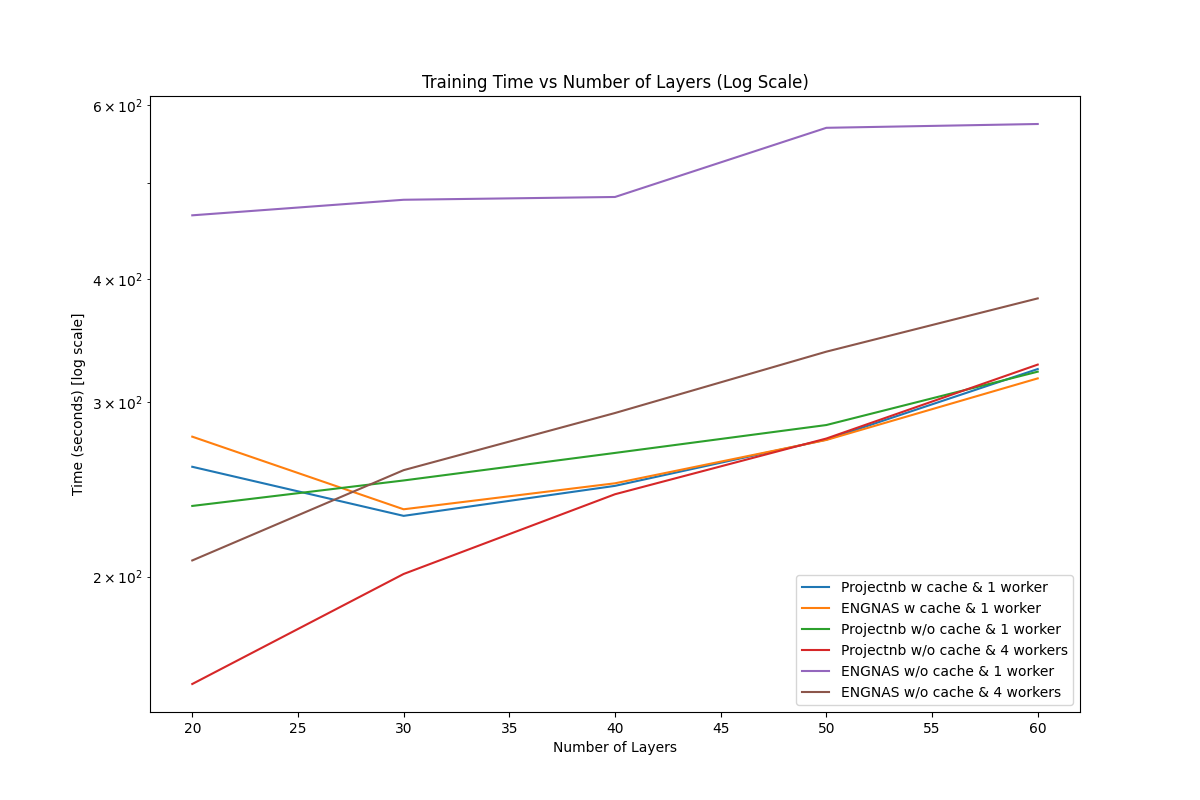 Training Time vs Number of Layers (Log Scale)
6 × 10²
4 × 10²
3 × 10²
2 × 10²
Time (seconds) [log scale]
Projectnb w cache & 1 worker
ENGNAS w cache & 1 worker
Projectnb w/o cache & 1 worker
Projectnb w/o cache & 4 workers
ENGNAS w/o cache & 1 worker
ENGNAS w/o cache & 4 workers
20 25 30 35 40 45 50 55 60
Number of Layers